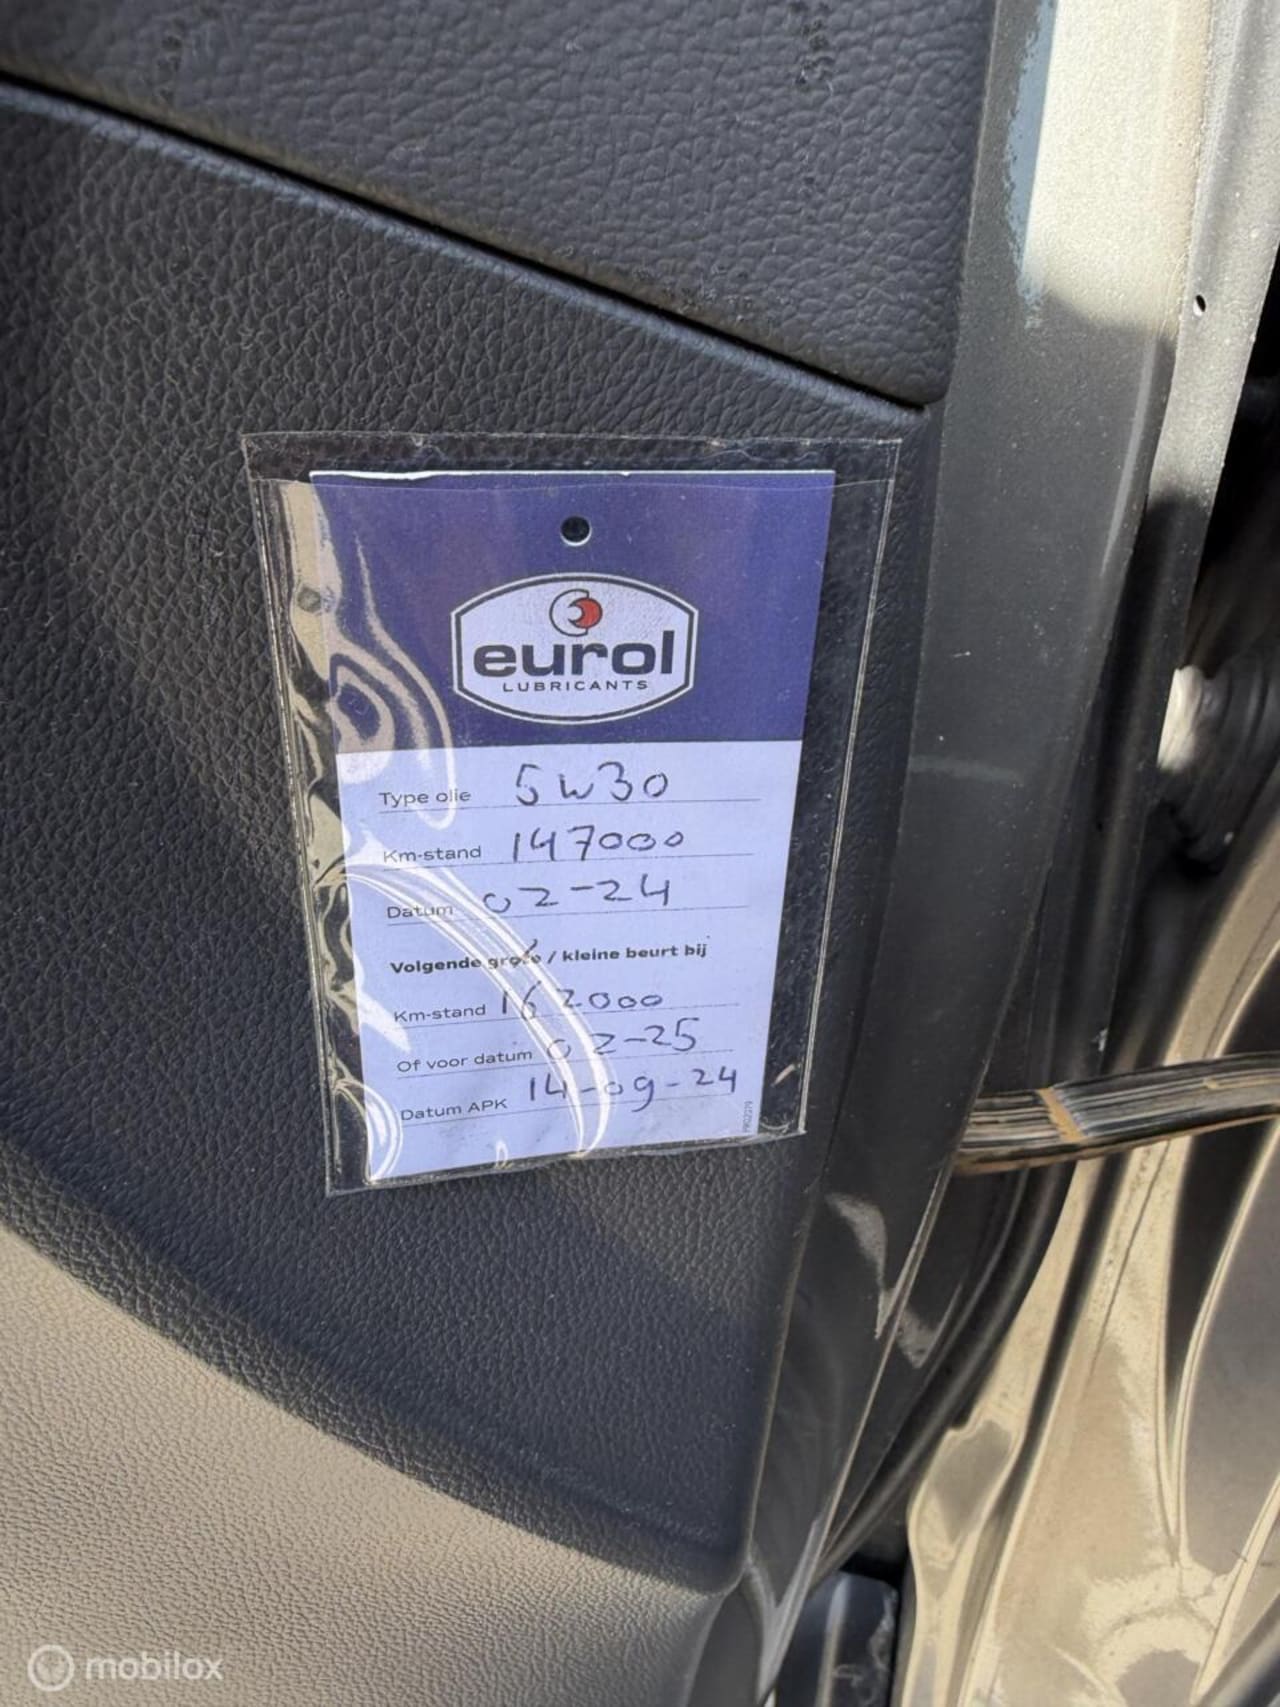 eurol
LUBRICANTS
Type olie 5W30
Km-stand 147000
Datum 02-24
Volgende grote / kleine beurt bij
Km-stand 162000
Of voor datum 02-25
Datum APK 14-09-24
mobilox